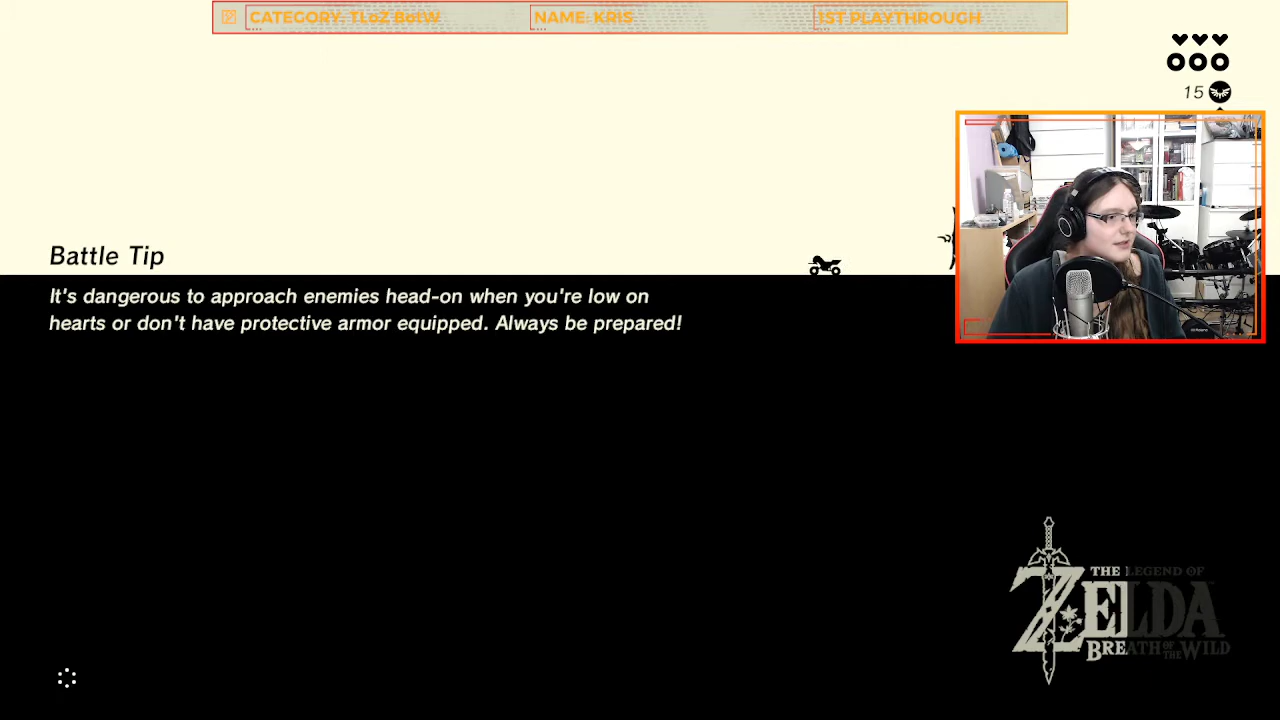 CATEGORY: TLoZ BotW NAME: KRIS 1ST PLAYTHROUGH
15
Battle Tip
It's dangerous to approach enemies head-on when you're low on
hearts or don't have protective armor equipped. Always be prepared!
THE LEGEND OF
ZELDA
BREATH OF THE WILD